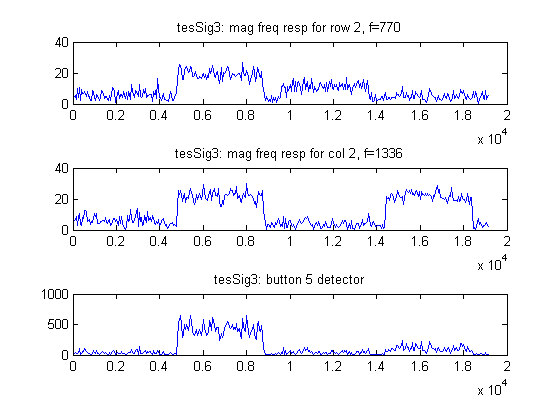 tesSig3: mag freq resp for row 2, f=770
40
20
0
0 0.2 0.4 0.6 0.8 1 1.2 1.4 1.6 1.8 2
x 10^4
tesSig3: mag freq resp for col 2, f=1336
40
20
0
0 0.2 0.4 0.6 0.8 1 1.2 1.4 1.6 1.8 2
x 10^4
tesSig3: button 5 detector
1000
500
0
0 0.2 0.4 0.6 0.8 1 1.2 1.4 1.6 1.8 2
x 10^4